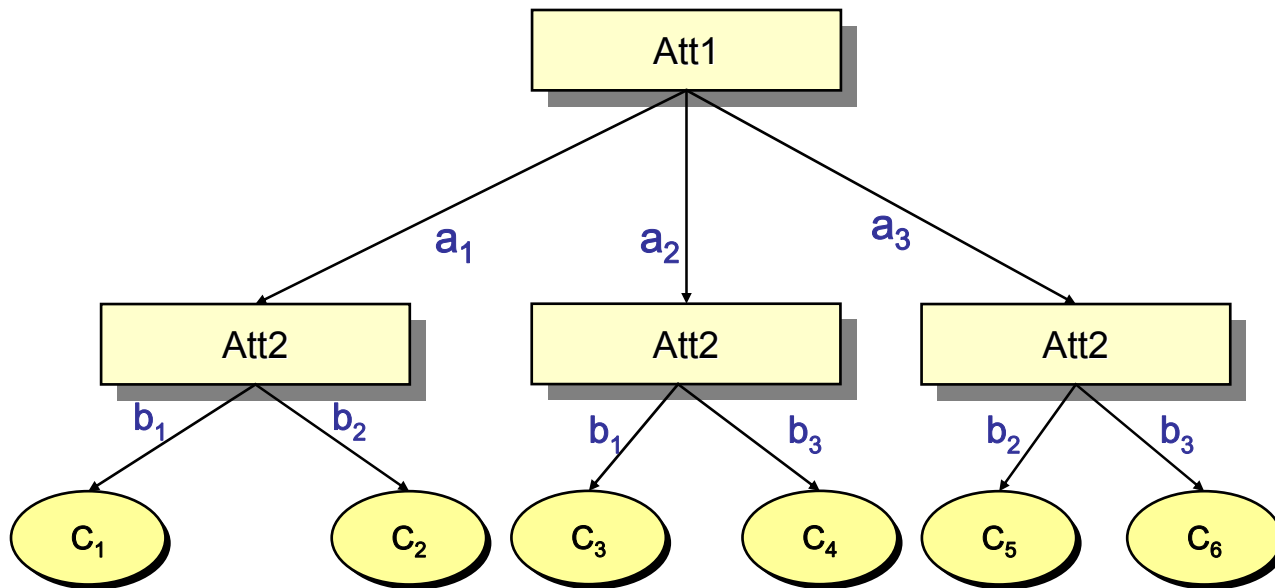 Att1
a₁ a₂ a₃
Att2 Att2 Att2
b₁ b₂ b₁ b₃ b₂ b₃
C₁ C₂ C₃ C₄ C₅ C₆